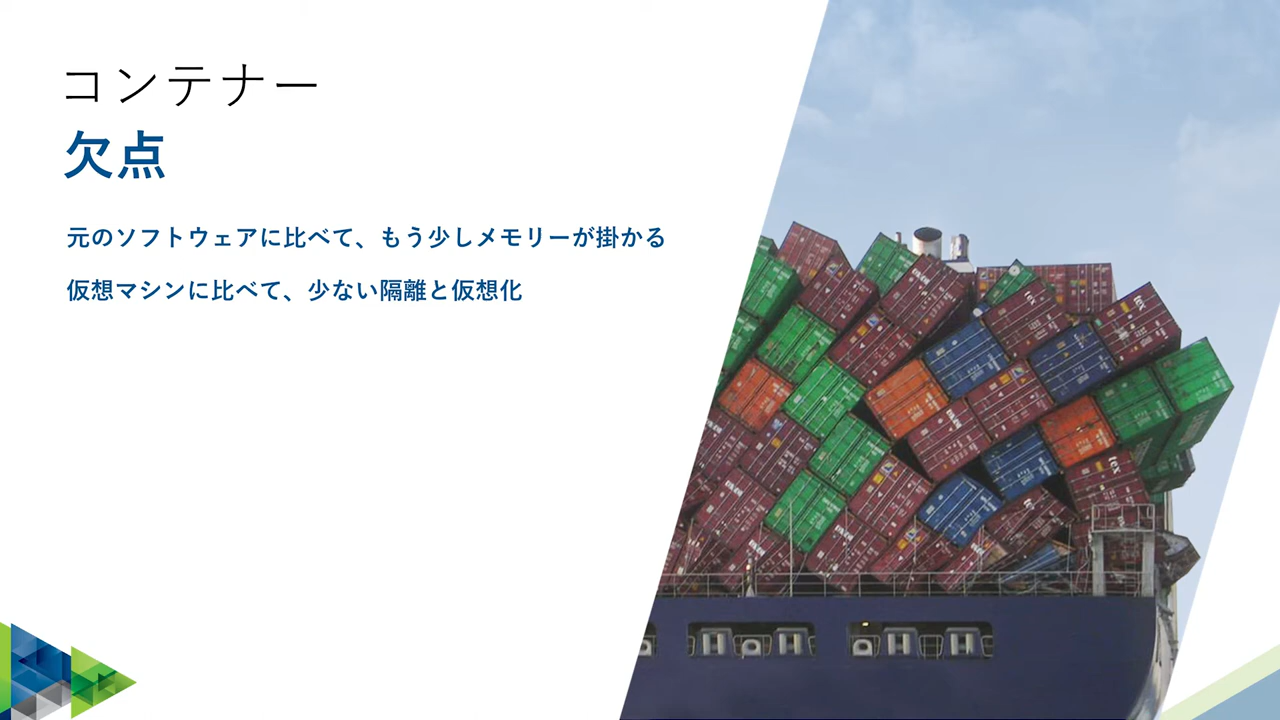 コンテナー
欠点
元のソフトウェアに比べて、もう少しメモリーが掛かる
仮想マシンに比べて、少ない隔離と仮想化